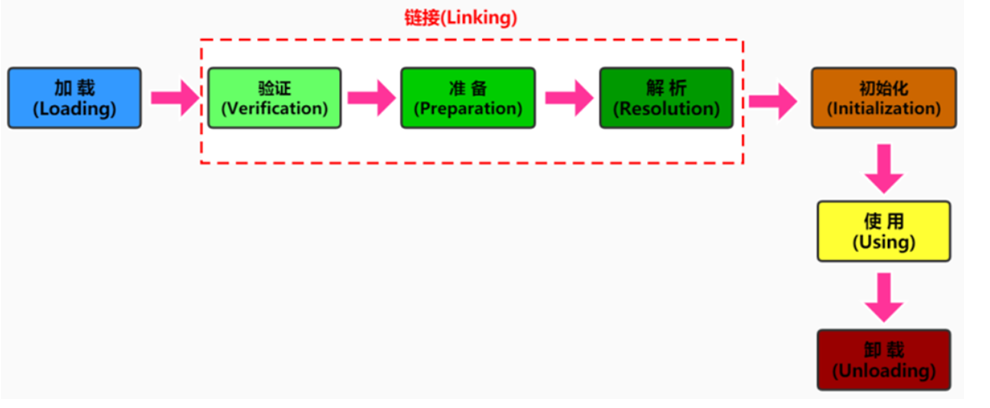 链接(Linking)
加 载
(Loading)
验证
(Verification)
准 备
(Preparation)
解 析
(Resolution)
初始化
(Initialization)
使 用
(Using)
卸 载
(Unloading)